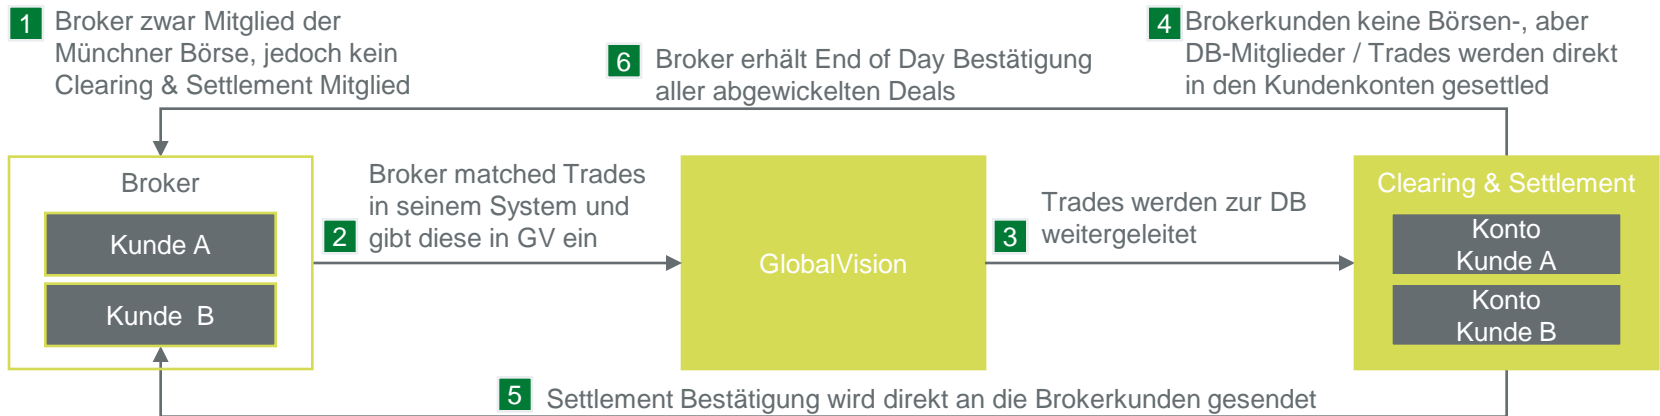 1 Broker zwar Mitglied der
Münchner Börse, jedoch kein
Clearing & Settlement Mitglied
6 Broker erhält End of Day Bestätigung
aller abgewickelten Deals
4 Brokerkunden keine Börsen-, aber
DB-Mitglieder / Trades werden direkt
in den Kundenkonten gesettled
Broker
Kunde A
Kunde B
2 Broker matched Trades
in seinem System und
gibt diese in GV ein
GlobalVision
3 Trades werden zur DB
weitergeleitet
Clearing & Settlement
Konto
Kunde A
Konto
Kunde B
5 Settlement Bestätigung wird direkt an die Brokerkunden gesendet